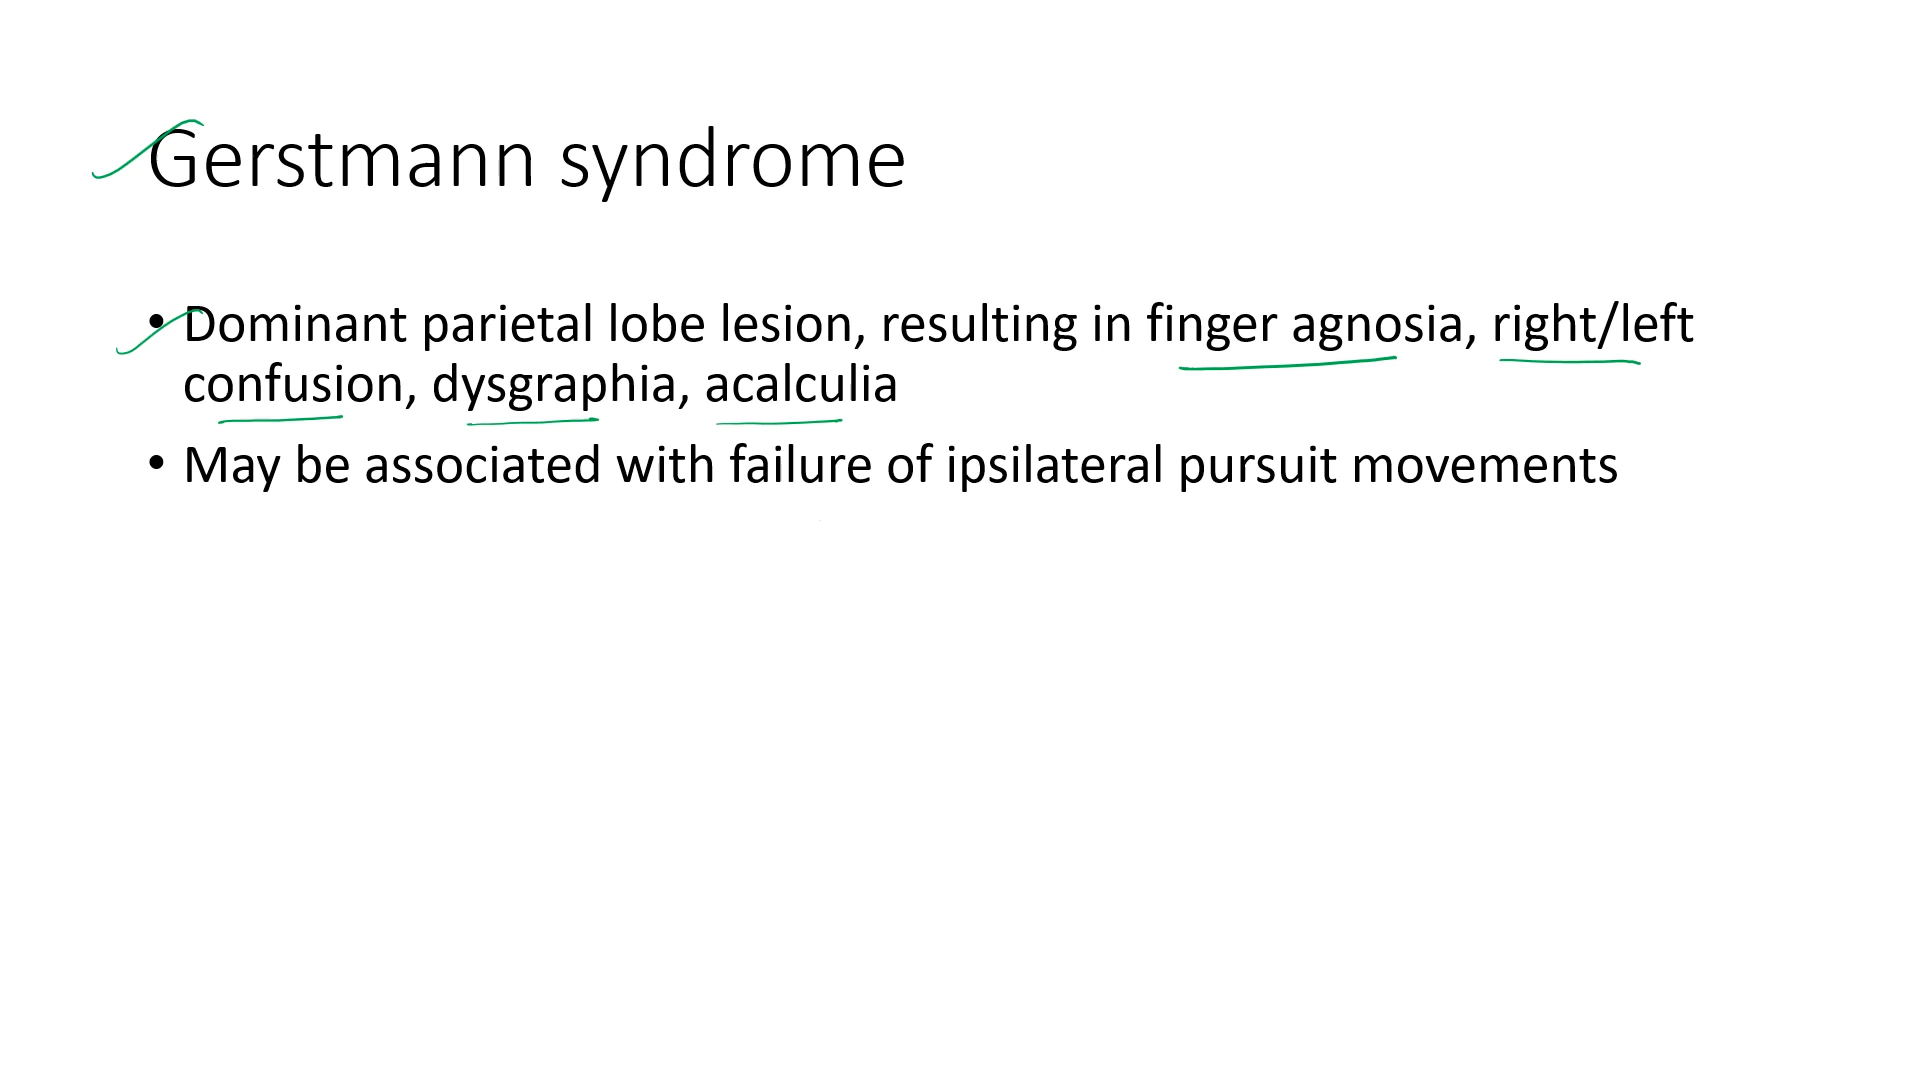 Gerstmann syndrome
• Dominant parietal lobe lesion, resulting in finger agnosia, right/left
confusion, dysgraphia, acalculia
• May be associated with failure of ipsilateral pursuit movements